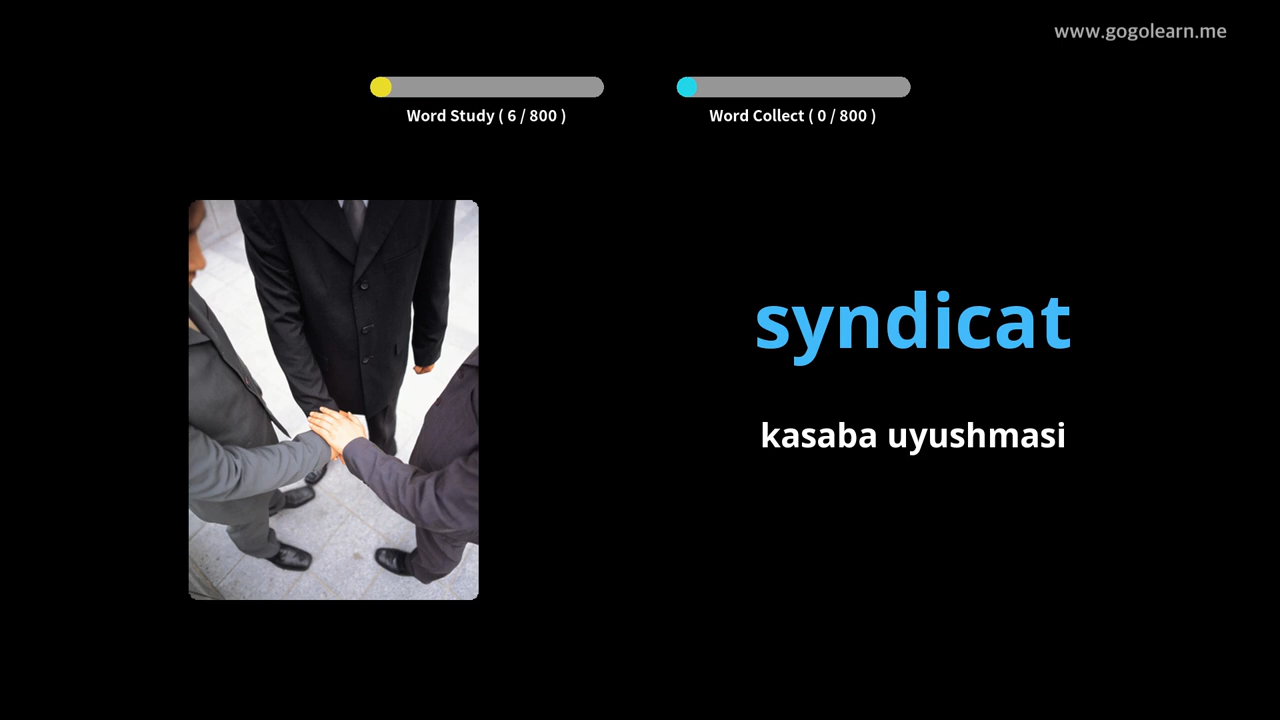 www.gogolearn.me
Word Study ( 6 / 800 )
Word Collect ( 0 / 800 )
syndicat
kasaba uyushmasi